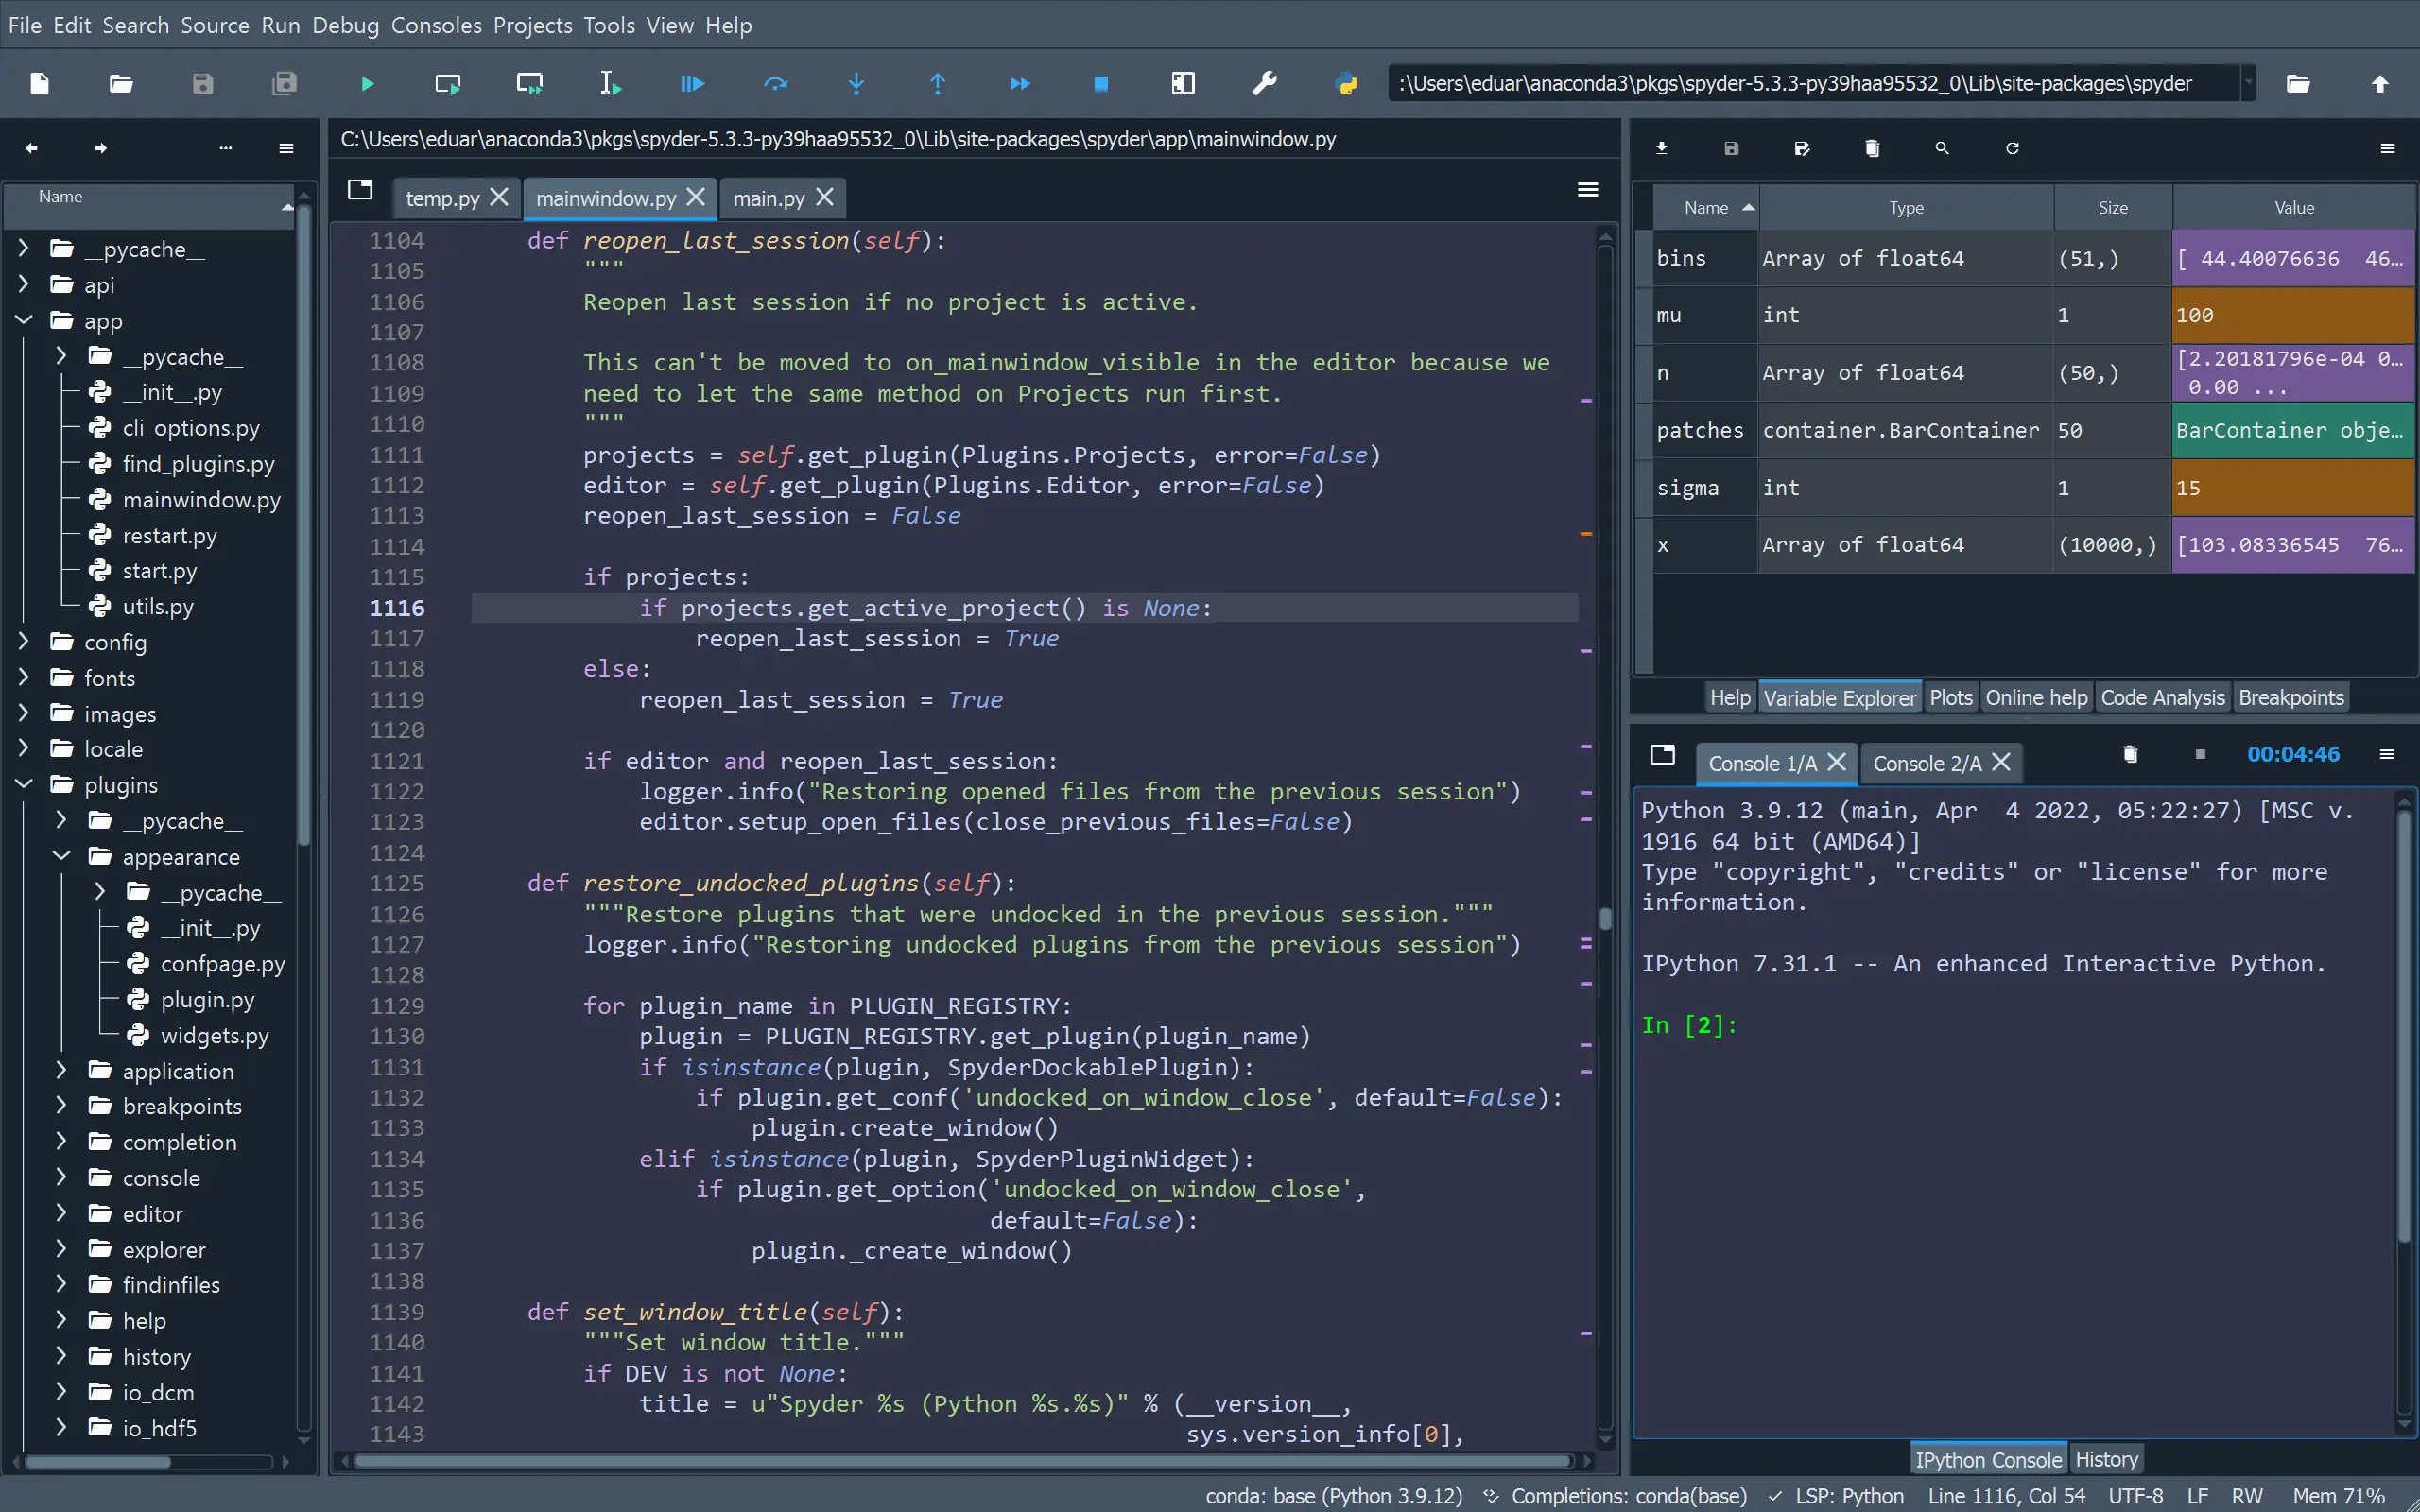 File Edit Search Source Run Debug Consoles Projects Tools View Help
:\Users\eduar\anaconda3\pkgs\spyder-5.3.3-py39haa95532_0\Lib\site-packages\spyder
Name
__pycache__
api
app
__pycache__
__init__.py
cli_options.py
find_plugins.py
mainwindow.py
restart.py
start.py
utils.py
config
fonts
images
locale
plugins
__pycache__
appearance
__pycache__
__init__.py
confpage.py
plugin.py
widgets.py
application
breakpoints
completion
console
editor
explorer
findinfiles
help
history
io_dcm
io_hdf5
C:\Users\eduar\anaconda3\pkgs\spyder-5.3.3-py39haa95532_0\Lib\site-packages\spyder\app\mainwindow.py
temp.py mainwindow.py main.py
1104 def reopen_last_session(self):
1105 """
1106 Reopen last session if no project is active.
1107
1108 This can't be moved to on_mainwindow_visible in the editor because we
1109 need to let the same method on Projects run first.
1110 """
1111 projects = self.get_plugin(Plugins.Projects, error=False)
1112 editor = self.get_plugin(Plugins.Editor, error=False)
1113 reopen_last_session = False
1114
1115 if projects:
1116 if projects.get_active_project() is None:
1117 reopen_last_session = True
1118 else:
1119 reopen_last_session = True
1120
1121 if editor and reopen_last_session:
1122 logger.info("Restoring opened files from the previous session")
1123 editor.setup_open_files(close_previous_files=False)
1124
1125 def restore_undocked_plugins(self):
1126 """Restore plugins that were undocked in the previous session."""
1127 logger.info("Restoring undocked plugins from the previous session")
1128
1129 for plugin_name in PLUGIN_REGISTRY:
1130 plugin = PLUGIN_REGISTRY.get_plugin(plugin_name)
1131 if isinstance(plugin, SpyderDockablePlugin):
1132 if plugin.get_conf('undocked_on_window_close', default=False):
1133 plugin.create_window()
1134 elif isinstance(plugin, SpyderPluginWidget):
1135 if plugin.get_option('undocked_on_window_close',
1136 default=False):
1137 plugin._create_window()
1138
1139 def set_window_title(self):
1140 """Set window title."""
1141 if DEV is not None:
1142 title = u"Spyder %s (Python %s.%s)" % (__version__,
1143 sys.version_info[0],
Name Type Size Value
bins Array of float64 (51,) [ 44.40076636 46...
mu int 1 100
n Array of float64 (50,) [2.20181796e-04 0...
0.00 ...
patches container.BarContainer 50 BarContainer obje...
sigma int 1 15
x Array of float64 (10000,) [103.08336545 76...
Help Variable Explorer Plots Online help Code Analysis Breakpoints
Console 1/A Console 2/A 00:04:46
Python 3.9.12 (main, Apr 4 2022, 05:22:27) [MSC v.
1916 64 bit (AMD64)]
Type "copyright", "credits" or "license" for more
information.
IPython 7.31.1 -- An enhanced Interactive Python.
In [2]:
IPython Console History
conda: base (Python 3.9.12) Completions: conda(base) LSP: Python Line 1116, Col 54 UTF-8 LF RW Mem 71%